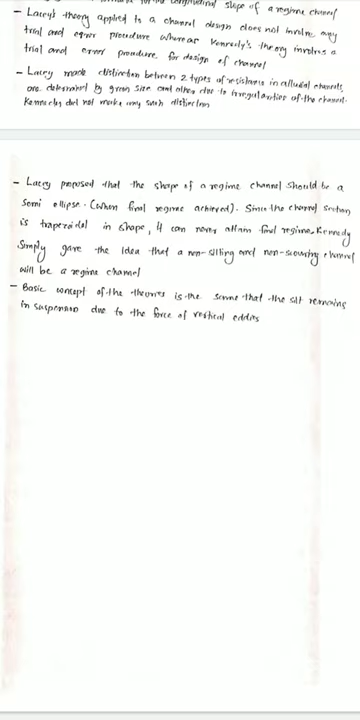 longitudinal slope of a regime channel
- Lacey's theory applied to a channel design does not involve any
trial and error procedure whereas Kennedy's theory involves a
trial and error procedure for design of channel
- Lacey made distinction between 2 types of resistance in alluvial channels,
one determined by grain size and other due to irregularities of the channel.
Kennedy did not make any such distinction
- Lacey proposed that the shape of a regime channel should be a
semi ellipse. (When final regime achieved). Since the channel section
is trapezoidal in shape, it can never attain final regime. Kennedy
simply gave the idea that a non-silting and non-scouring channel
will be a regime channel
- Basic concept of the theories is the same that the silt remains
in suspension due to the force of vertical eddies